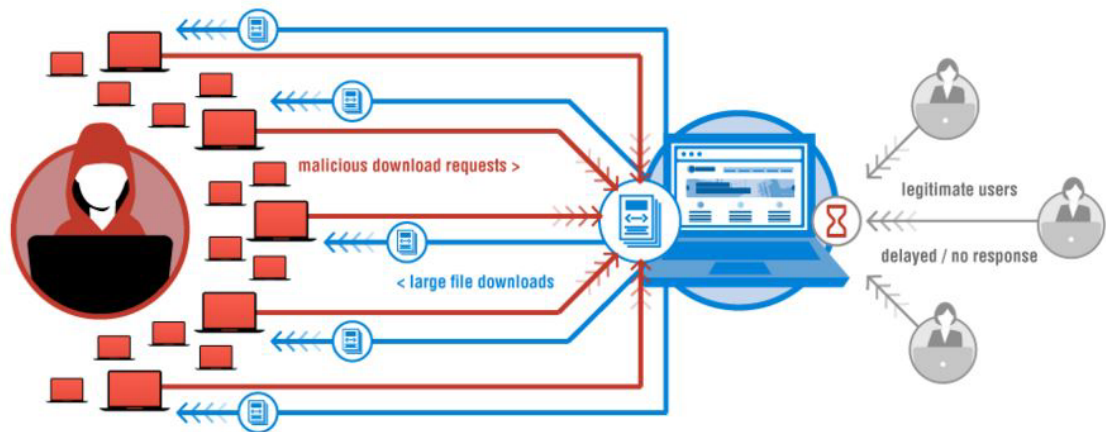 malicious download requests >
< large file downloads
legitimate users
delayed / no response